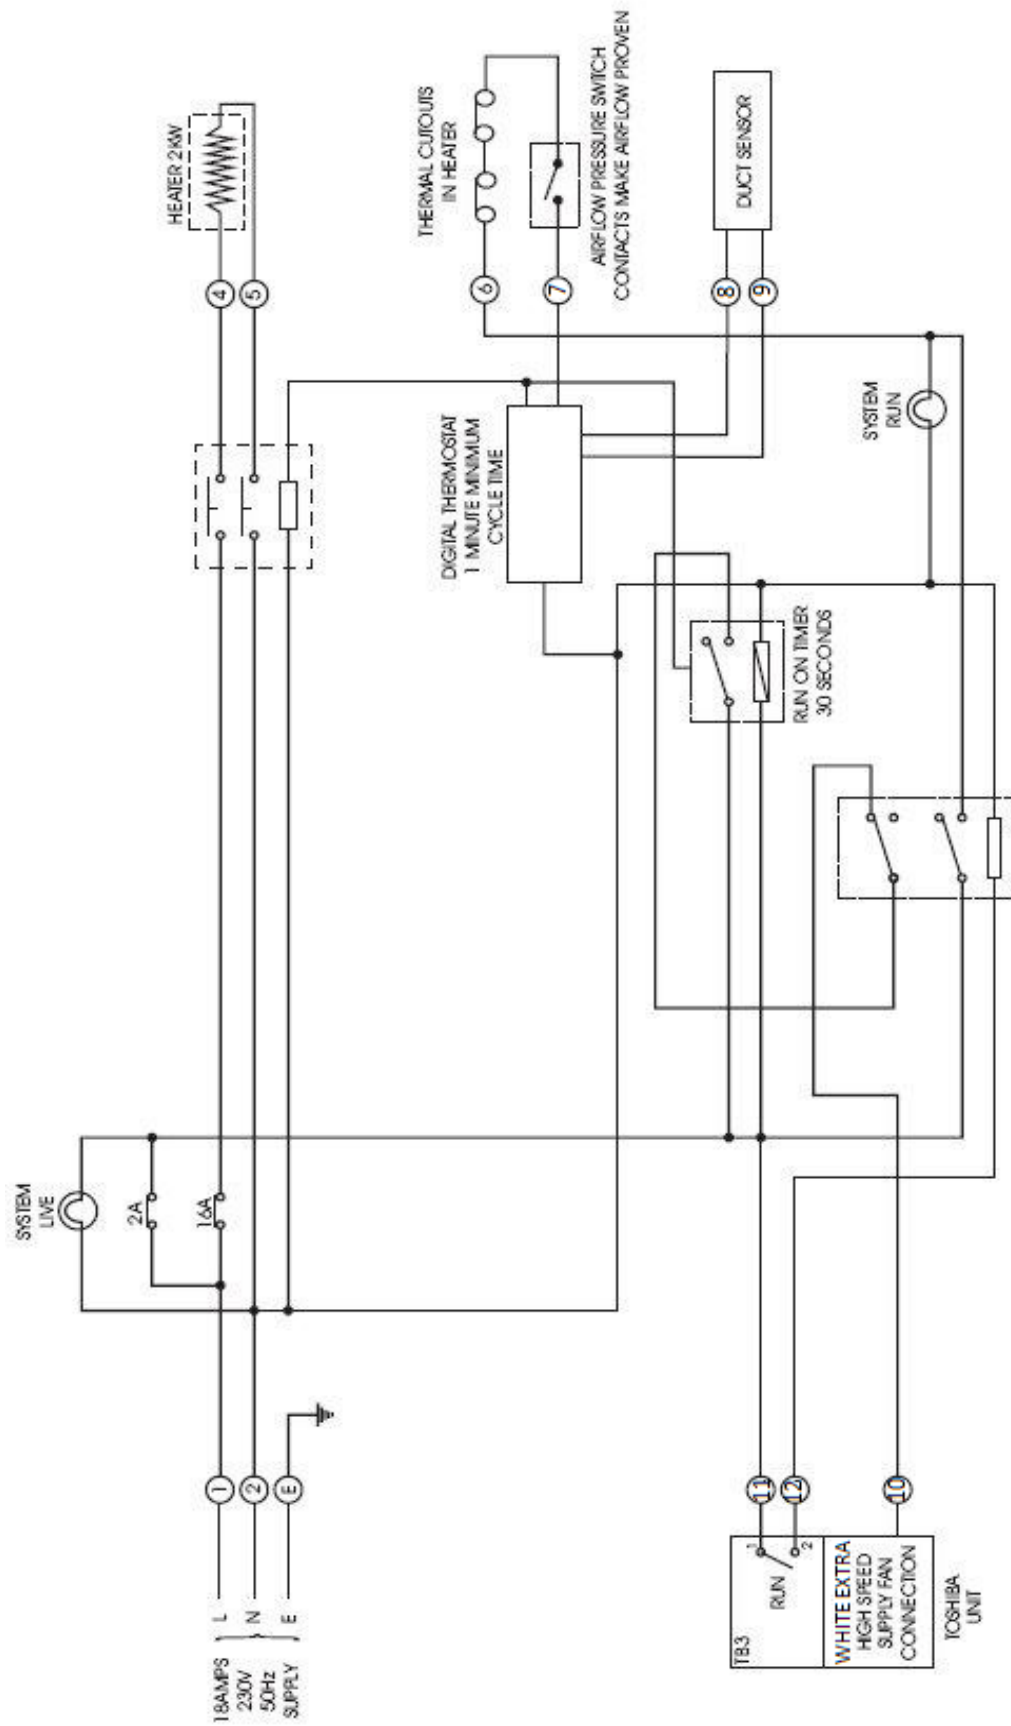 18AMPS
230V
50Hz
SUPPLY
L
N
E
1
2
E
SYSTEM
LIVE
2A
16A
4
5
HEATER 2KW
THERMAL CUTOUTS
IN HEATER
6
7
AIRFLOW PRESSURE SWITCH
CONTACTS MAKE AIRFLOW PROVEN
DIGITAL THERMOSTAT
1 MINUTE MINIMUM
CYCLE TIME
8
9
DUCT SENSOR
RUN ON TIMER
30 SECONDS
SYSTEM
RUN
11
12
10
TB3
1
2
RUN
WHITE EXTRA
HIGH SPEED
SUPPLY FAN
CONNECTION
TOSHIBA
UNIT